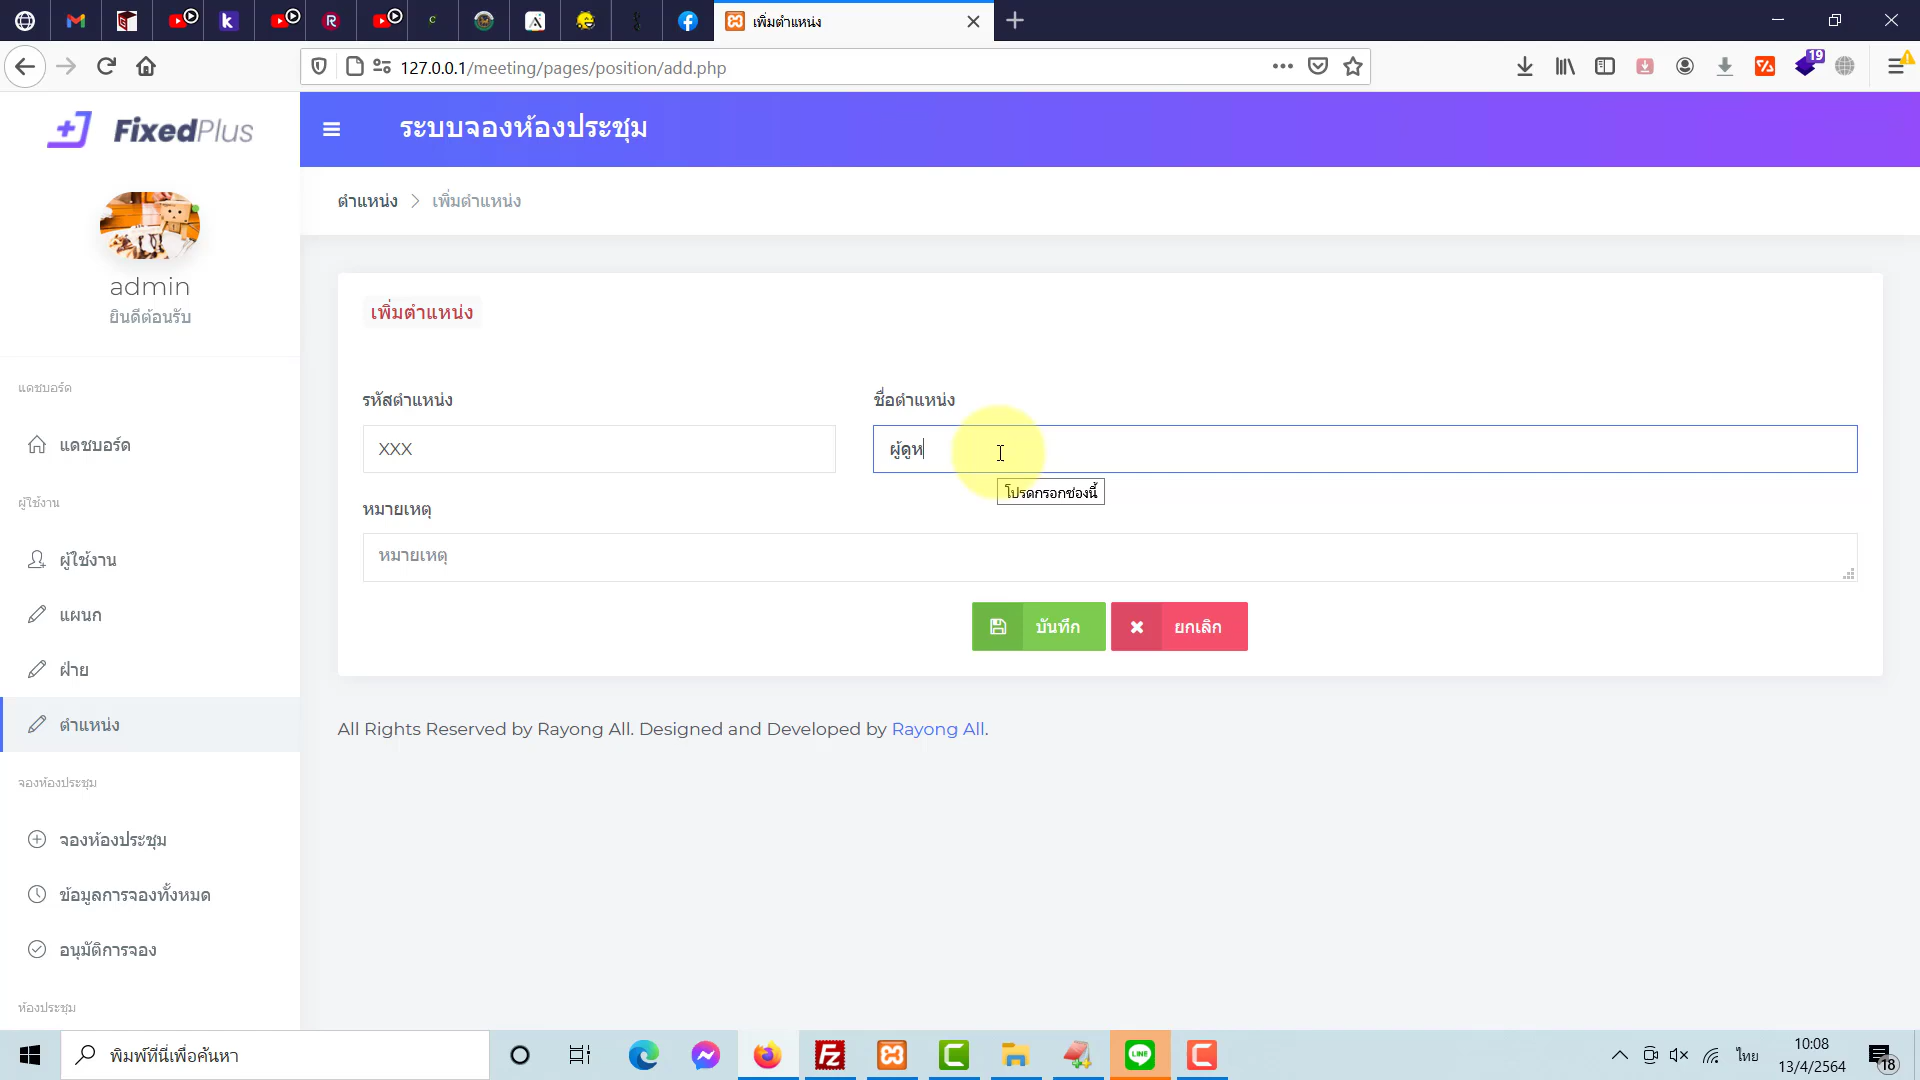 เพิ่มตำแหน่ง
127.0.0.1/meeting/pages/position/add.php
19
FixedPlus
ระบบจองห้องประชุม
admin
ยินดีต้อนรับ
ตำแหน่ง > เพิ่มตำแหน่ง
เพิ่มตำแหน่ง
รหัสตำแหน่ง
ชื่อตำแหน่ง
XXX
ผู้ดูห
โปรดกรอกช่องนี้
หมายเหตุ
หมายเหตุ
บันทึก
ยกเลิก
All Rights Reserved by Rayong All. Designed and Developed by Rayong All.
แดชบอร์ด
แดชบอร์ด
ผู้ใช้งาน
ผู้ใช้งาน
แผนก
ฝ่าย
ตำแหน่ง
จองห้องประชุม
จองห้องประชุม
ข้อมูลการจองทั้งหมด
อนุมัติการจอง
ห้องประชุม
พิมพ์ที่นี่เพื่อค้นหา
ไทย
10:08
13/4/2564
18